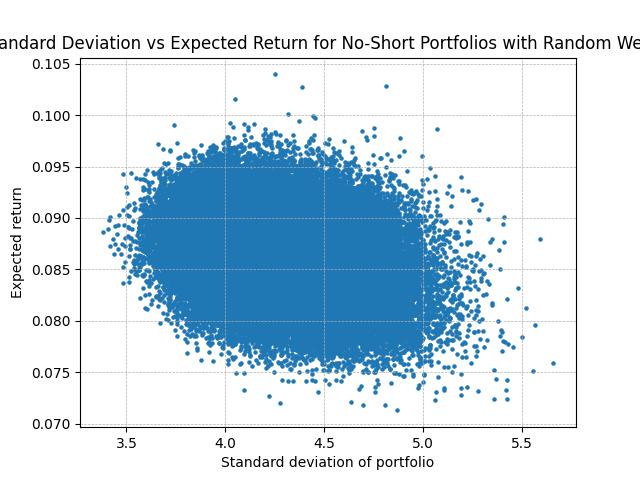 andard Deviation vs Expected Return for No-Short Portfolios with Random We
0.105
0.100
0.095
0.090
0.085
0.080
0.075
0.070
Expected return
3.5 4.0 4.5 5.0 5.5
Standard deviation of portfolio